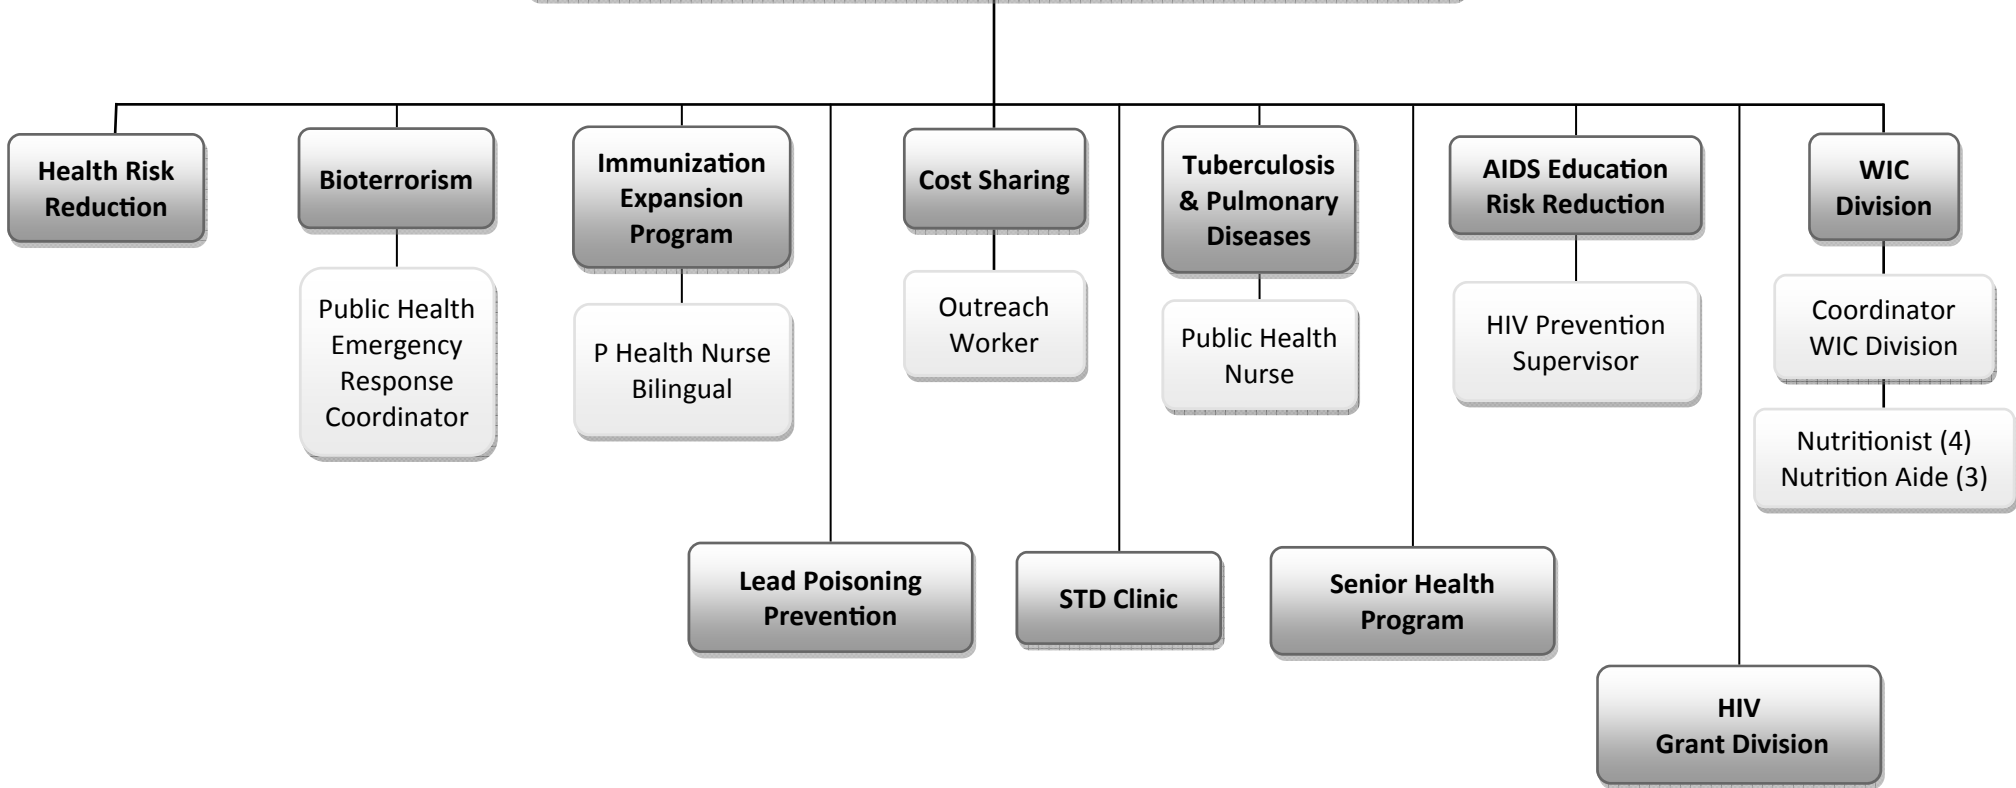 Health Risk
Reduction
Bioterrorism
Public Health
Emergency
Response
Coordinator
Immunization
Expansion
Program
P Health Nurse
Bilingual
Cost Sharing
Outreach
Worker
Tuberculosis
& Pulmonary
Diseases
Public Health
Nurse
AIDS Education
Risk Reduction
HIV Prevention
Supervisor
WIC
Division
Coordinator
WIC Division
Nutritionist (4)
Nutrition Aide (3)
Lead Poisoning
Prevention
STD Clinic
Senior Health
Program
HIV
Grant Division